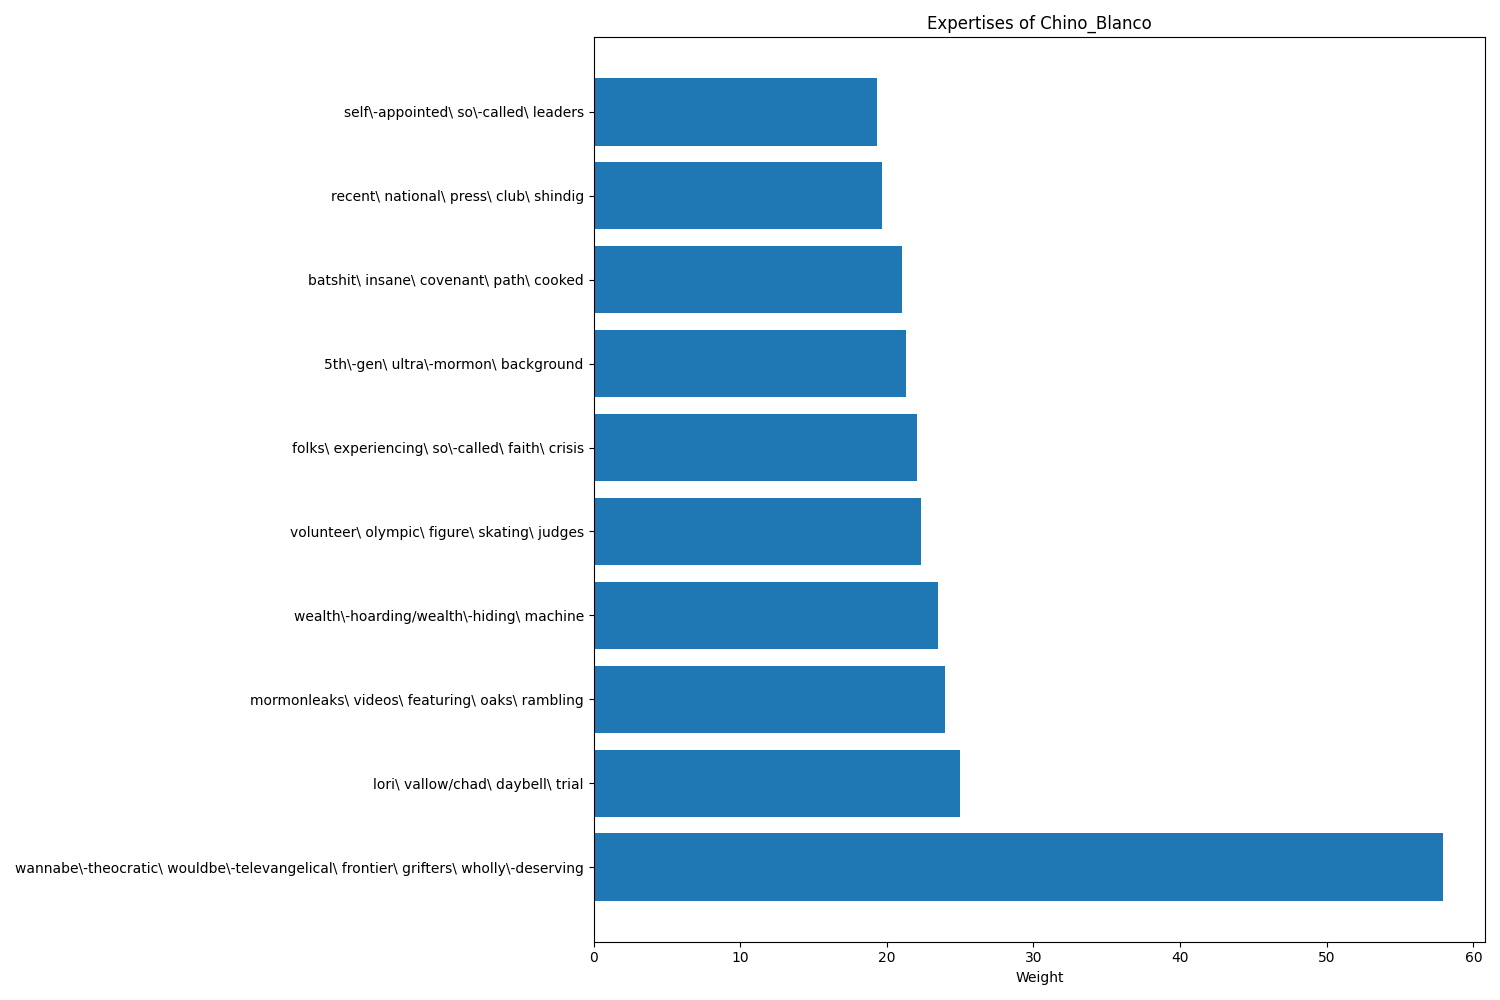 Expertises of Chino_Blanco
self\-appointed\ so\-called\ leaders
recent\ national\ press\ club\ shindig
batshit\ insane\ covenant\ path\ cooked
5th\-gen\ ultra\-mormon\ background
folks\ experiencing\ so\-called\ faith\ crisis
volunteer\ olympic\ figure\ skating\ judges
wealth\-hoarding/wealth\-hiding\ machine
mormonleaks\ videos\ featuring\ oaks\ rambling
lori\ vallow/chad\ daybell\ trial
wannabe\-theocratic\ wouldbe\-televangelical\ frontier\ grifters\ wholly\-deserving
0 10 20 30 40 50 60
Weight